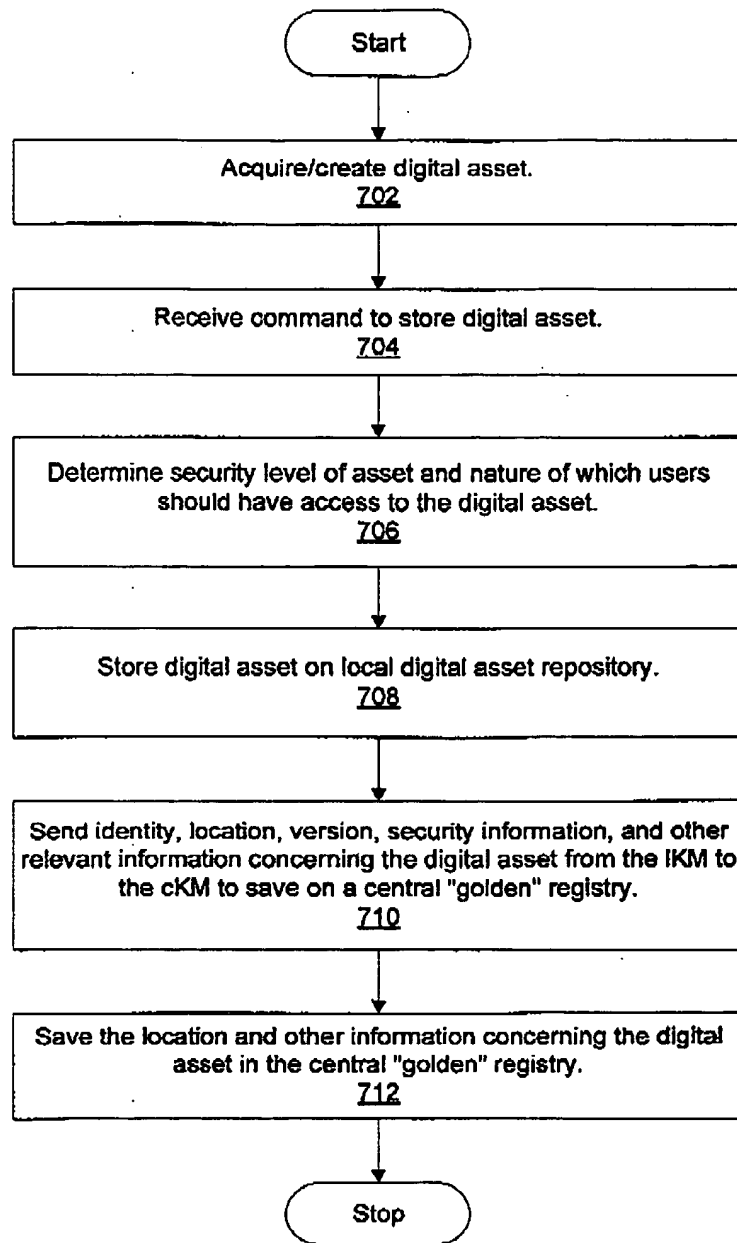 Start
Acquire/create digital asset.
702
Receive command to store digital asset.
704
Determine security level of asset and nature of which users
should have access to the digital asset.
706
Store digital asset on local digital asset repository.
708
Send identity, location, version, security information, and other
relevant information concerning the digital asset from the lKM to
the cKM to save on a central "golden" registry.
710
Save the location and other information concerning the digital
asset in the central "golden" registry.
712
Stop